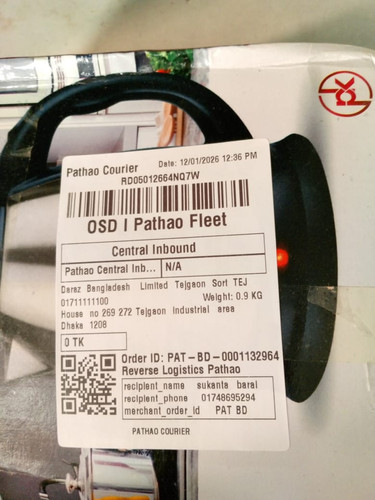 Pathao Courier Date: 12/01/2026 12:36 PM
RD05012664NQ7W
OSD I Pathao Fleet
Central Inbound
Pathao Central Inb... N/A
Daraz Bangladesh Limited Tejgaon Sort TEJ
01711111100 Weight: 0.9 KG
House no 269 272 Tejgaon Industrial area
Dhaka 1208
0 TK
Order ID: PAT-BD-0001132964
Reverse Logistics Pathao
recipient_name sukanta barai
recipient_phone 01748695294
merchant_order_id PAT BD
PATHAO COURIER